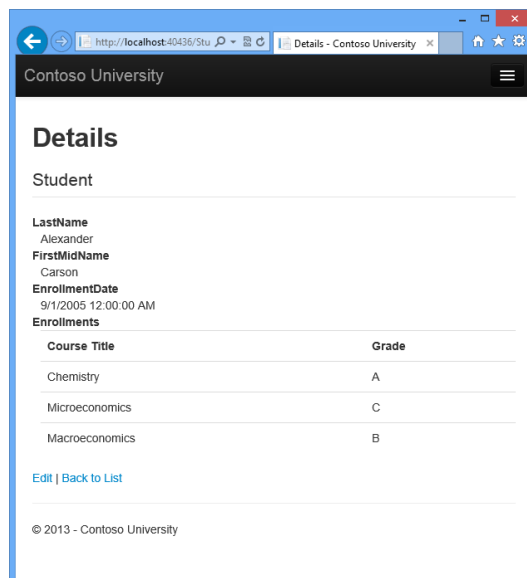 http://localhost:40436/Stu
Details - Contoso University
Contoso University
Details
Student
LastName
Alexander
FirstMidName
Carson
EnrollmentDate
9/1/2005 12:00:00 AM
Enrollments
Course Title Grade
Chemistry A
Microeconomics C
Macroeconomics B
Edit | Back to List
© 2013 - Contoso University